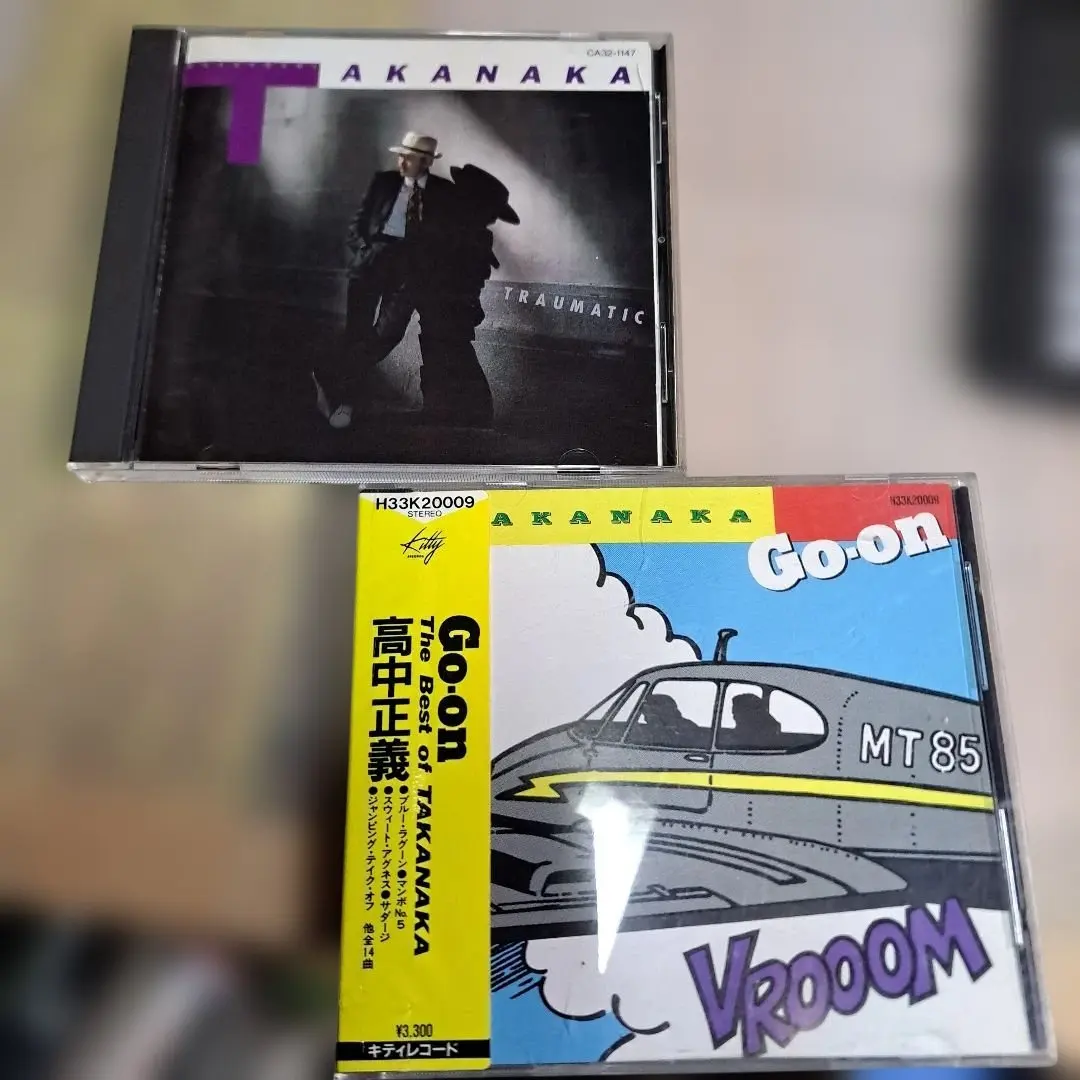 CA32-1147
TAKANAKA
TRAUMATIC
H33K20009
STEREO
Kitty
Go-on
The Best of TAKANAKA
高中正義
●ブルー・ラグーン●マンボNo.5
●スウィート・アグネス●サダージ
●ジャンピング・テイク・オフ 他全14曲
¥3,300
キティレコード
AKANAKA
H33K20009
Go-on
MT 85
VROOOM